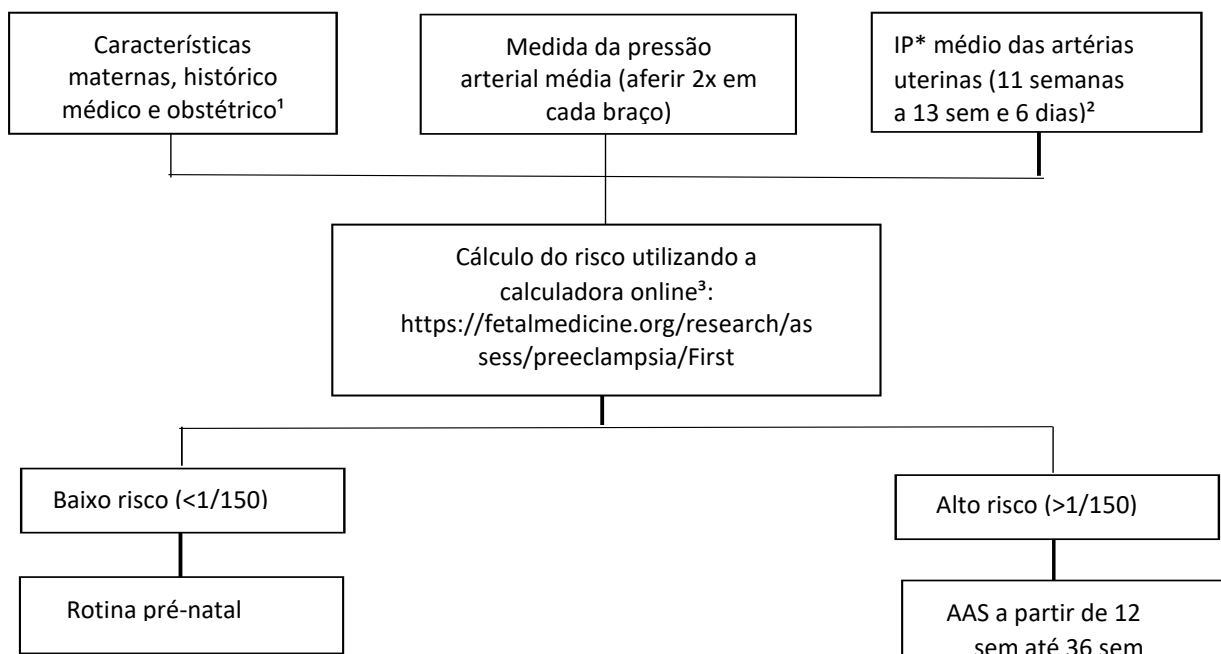 Características
maternas, histórico
médico e obstétrico¹
Medida da pressão
arterial média (aferir 2x em
cada braço)
IP* médio das artérias
uterinas (11 semanas
a 13 sem e 6 dias)²
Cálculo do risco utilizando a
calculadora online³:
https://fetalmedicine.org/research/as
sess/preeclampsia/First
Baixo risco (<1/150)
Alto risco (>1/150)
Rotina pré-natal
AAS a partir de 12
sem até 36 sem